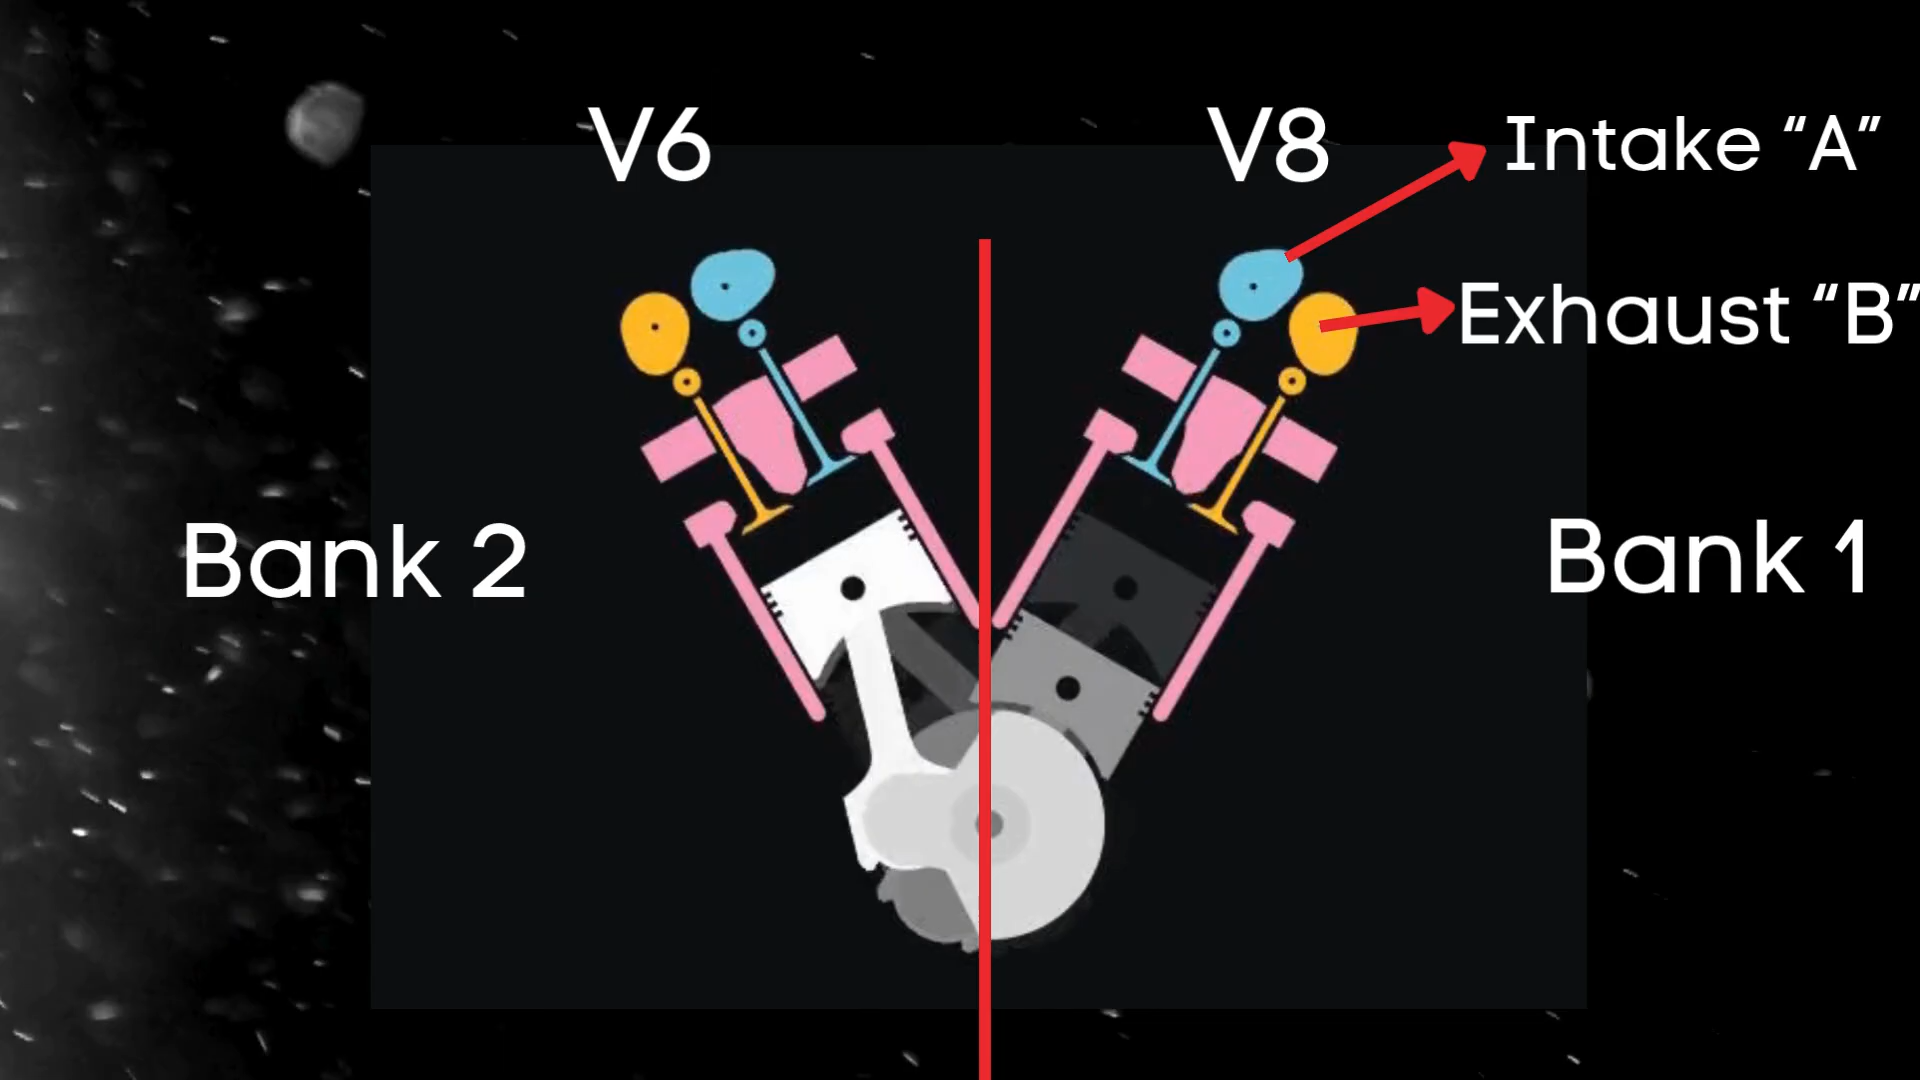 V6
V8
Intake “A”
Exhaust “B”
Bank 2
Bank 1